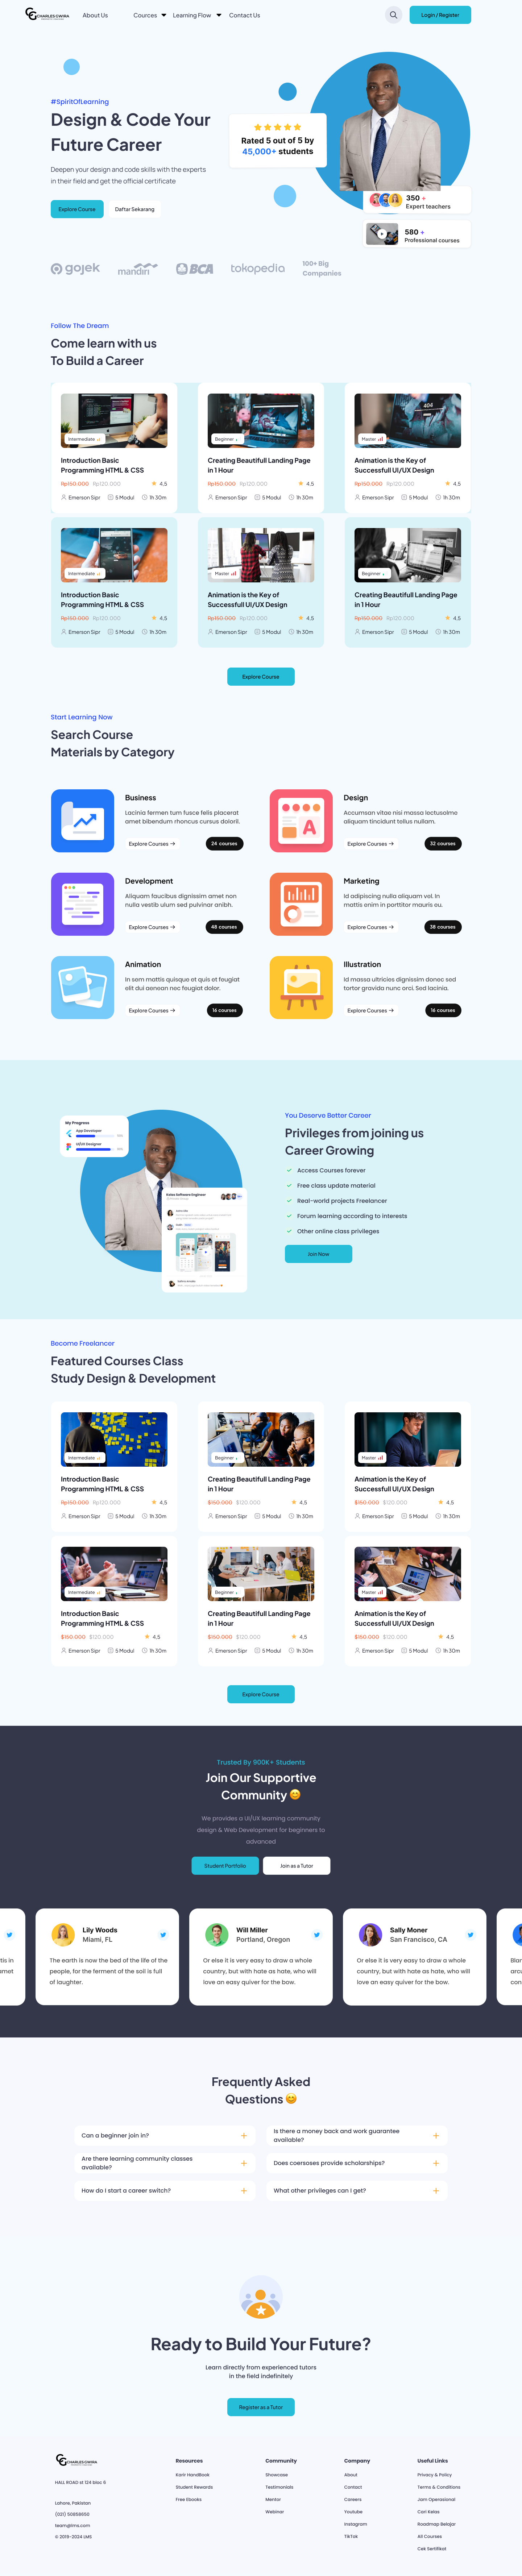 CHARLES GWIRA
About Us
Cources
Learning Flow
Contact Us
Login / Register
#SpiritOfLearning
Design & Code Your
Future Career
Deepen your design and code skills with the experts
in their field and get the official certificate
Explore Course
Daftar Sekarang
Rated 5 out of 5 by
45,000+ students
350 +
Expert teachers
580 +
Professional courses
gojek
mandiri
BCA
tokopedia
100+ Big
Companies
Follow The Dream
Come learn with us
To Build a Career
Intermediate
Introduction Basic
Programming HTML & CSS
Rp150.000 Rp120.000 4,5
Emerson Sipr 5 Modul 1h 30m
Beginner
Creating Beautifull Landing Page
in 1 Hour
Rp150.000 Rp120.000 4,5
Emerson Sipr 5 Modul 1h 30m
404
Master
Animation is the Key of
Successfull UI/UX Design
Rp150.000 Rp120.000 4,5
Emerson Sipr 5 Modul 1h 30m
Intermediate
Introduction Basic
Programming HTML & CSS
Rp150.000 Rp120.000 4,5
Emerson Sipr 5 Modul 1h 30m
Master
Animation is the Key of
Successfull UI/UX Design
Rp150.000 Rp120.000 4,5
Emerson Sipr 5 Modul 1h 30m
Beginner
Creating Beautifull Landing Page
in 1 Hour
Rp150.000 Rp120.000 4,5
Emerson Sipr 5 Modul 1h 30m
Explore Course
Start Learning Now
Search Course
Materials by Category
Business
Lacinia fermen tum fusce felis placerat
amet bibendum rhoncus cursus dolorll.
Explore Courses →
24 courses
Design
Accumsan vitae nisi massa lectusolmo
aliquam tincidunt tellus nullam.
Explore Courses →
32 courses
Development
Aliquam faucibus dignissim amet non
nulla vestib ulum sed pulvinar anibh.
Explore Courses →
48 courses
Marketing
Id adipiscing nulla aliquam vol. In
mattis enim in porttitor mauris eu.
Explore Courses →
38 courses
Animation
In sem mattis quisque at quis at feugiat
elit dui aenean nec feugiat dolor.
Explore Courses →
16 courses
Illustration
Id massa ultricies dignissim donec sed
tortor gravida nunc orci. Sed lacinia.
Explore Courses →
16 courses
My Progress
App Developer
UI/UX Designer
Kelas Software Engineer
You Deserve Better Career
Privileges from joining us
Career Growing
Access Courses forever
Free class update material
Real-world projects Freelancer
Forum learning according to interests
Other online class privileges
Join Now
Become Freelancer
Featured Courses Class
Study Design & Development
Intermediate
Introduction Basic
Programming HTML & CSS
Rp150.000 Rp120.000 4,5
Emerson Sipr 5 Modul 1h 30m
Beginner
Creating Beautifull Landing Page
in 1 Hour
$150.000 $120.000 4,5
Emerson Sipr 5 Modul 1h 30m
Master
Animation is the Key of
Successfull UI/UX Design
$150.000 $120.000 4,5
Emerson Sipr 5 Modul 1h 30m
Intermediate
Introduction Basic
Programming HTML & CSS
$150.000 $120.000 4,5
Emerson Sipr 5 Modul 1h 30m
Beginner
Creating Beautifull Landing Page
in 1 Hour
$150.000 $120.000 4,5
Emerson Sipr 5 Modul 1h 30m
Master
Animation is the Key of
Successfull UI/UX Design
$150.000 $120.000 4,5
Emerson Sipr 5 Modul 1h 30m
Explore Course
Trusted By 900K+ Students
Join Our Supportive
Community 😊
We provides a UI/UX learning community
design & Web Development for beginners to
advanced
Student Portfolio
Join as a Tutor
tis in
amet
Lily Woods
Miami, FL
The earth is now the bed of the life of the
people, for the ferment of the soil is full
of laughter.
Will Miller
Portland, Oregon
Or else it is very easy to draw a whole
country, but with hate as hate, who will
love an easy quiver for the bow.
Sally Moner
San Francisco, CA
Or else it is very easy to draw a whole
country, but with hate as hate, who will
love an easy quiver for the bow.
Blan
arcu
con
Frequently Asked
Questions 😊
Can a beginner join in?
Is there a money back and work guarantee
available?
Are there learning community classes
available?
Does coersoses provide scholarships?
How do I start a career switch?
What other privileges can I get?
Ready to Build Your Future?
Learn directly from experienced tutors
in the field indefinitely
Register as a Tutor
CHARLES GWIRA
HALL ROAD st 124 bloc 6
Lahore, Pakistan
(021) 50858650
team@lms.com
© 2015-2024 LMS
Resources
Karir HandBook
Student Rewards
Free Ebooks
Community
Showcase
Testimonials
Mentor
Webinar
Company
About
Contact
Careers
Youtube
Instagram
TikTok
Useful Links
Privacy & Policy
Terms & Conditions
Jam Operasional
Cari Kelas
Roadmap Belajar
All Courses
Cek Sertifikat